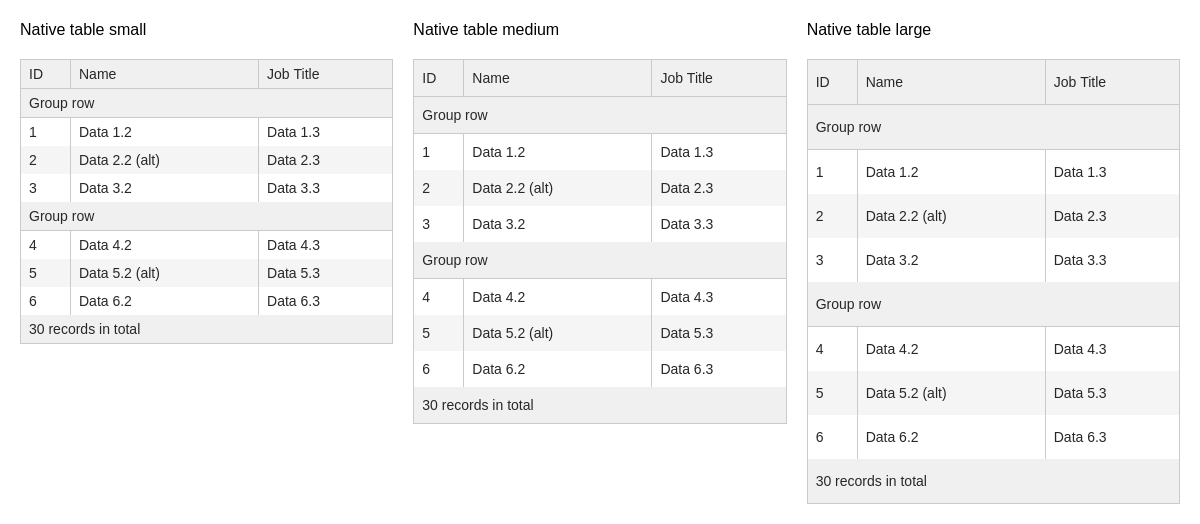 Native table small
ID Name Job Title
Group row
1 Data 1.2 Data 1.3
2 Data 2.2 (alt) Data 2.3
3 Data 3.2 Data 3.3
Group row
4 Data 4.2 Data 4.3
5 Data 5.2 (alt) Data 5.3
6 Data 6.2 Data 6.3
30 records in total
Native table medium
ID Name Job Title
Group row
1 Data 1.2 Data 1.3
2 Data 2.2 (alt) Data 2.3
3 Data 3.2 Data 3.3
Group row
4 Data 4.2 Data 4.3
5 Data 5.2 (alt) Data 5.3
6 Data 6.2 Data 6.3
30 records in total
Native table large
ID Name Job Title
Group row
1 Data 1.2 Data 1.3
2 Data 2.2 (alt) Data 2.3
3 Data 3.2 Data 3.3
Group row
4 Data 4.2 Data 4.3
5 Data 5.2 (alt) Data 5.3
6 Data 6.2 Data 6.3
30 records in total